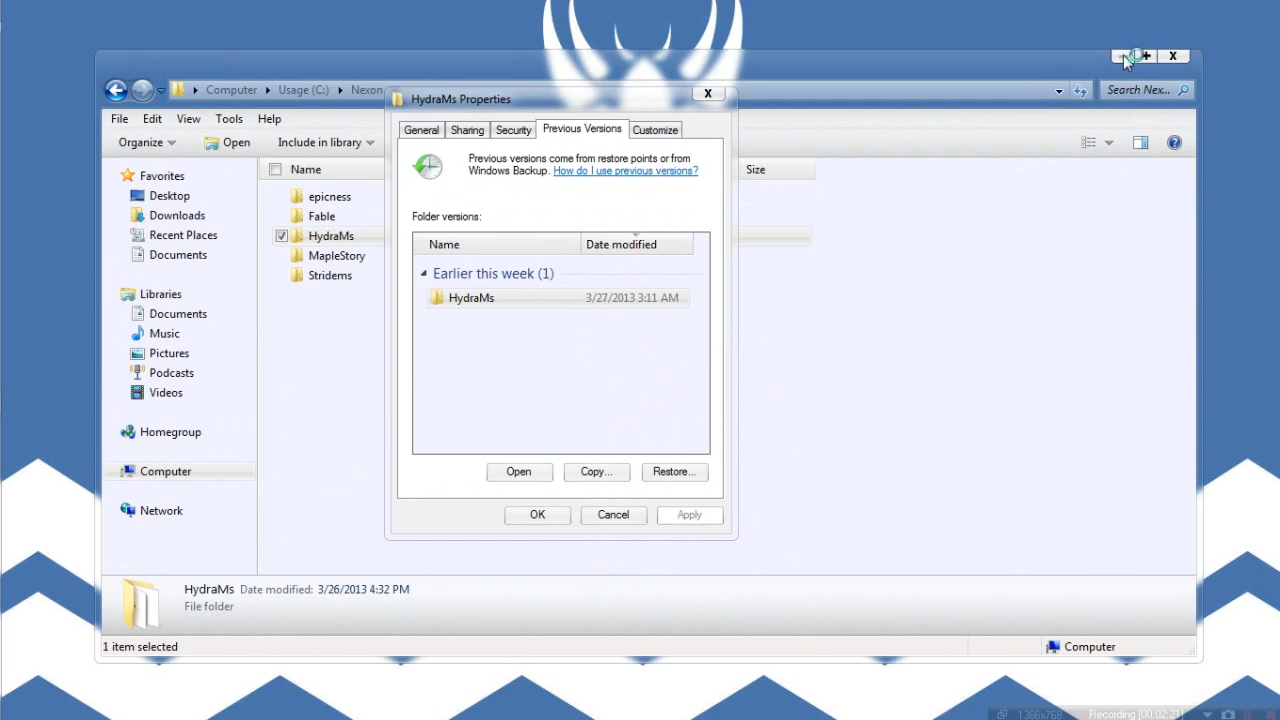 Computer
Usage (C:)
Nexon
Search Nex...
HydraMs Properties
X
X
File Edit View Tools Help
General Sharing Security Previous Versions Customize
Organize Open Include in library
Previous versions come from restore points or from
Windows Backup. How do I use previous versions?
Favorites
Desktop
Downloads
Recent Places
Documents
Libraries
Documents
Music
Pictures
Podcasts
Videos
Homegroup
Computer
Network
Name
Size
epicness
Fable
HydraMs
MapleStory
Stridems
Folder versions:
Name Date modified
Earlier this week (1)
HydraMs 3/27/2013 3:11 AM
Open Copy... Restore...
OK Cancel Apply
HydraMs Date modified: 3/26/2013 4:32 PM
File folder
1 item selected
Computer
1366x768 Recording [00:02:21]